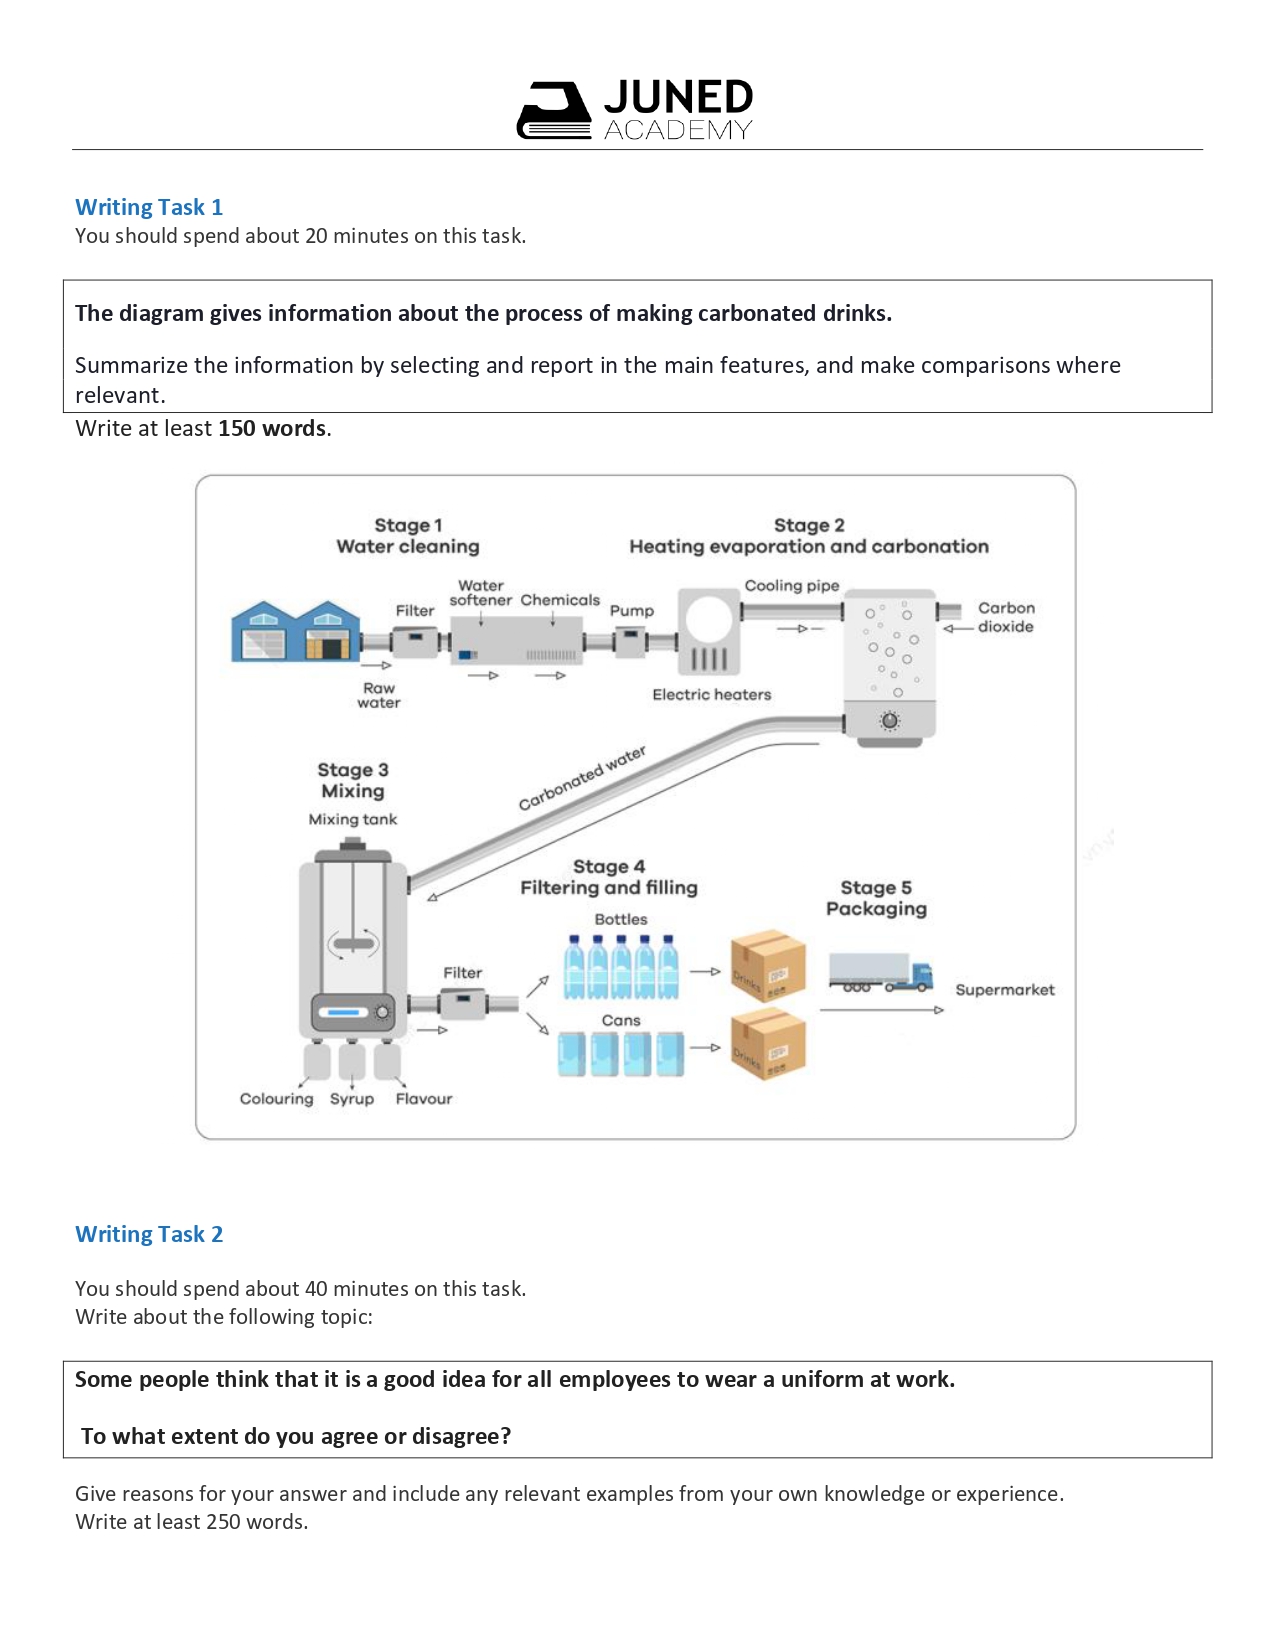 JUNED
ACADEMY
Writing Task 1
You should spend about 20 minutes on this task.
The diagram gives information about the process of making carbonated drinks.
Summarize the information by selecting and report in the main features, and make comparisons where
relevant.
Write at least 150 words.
Stage 1
Water cleaning
Stage 2
Heating evaporation and carbonation
Filter
Water
softener
Chemicals
Pump
Cooling pipe
Carbon
dioxide
Raw
water
Electric heaters
Carbonated water
Stage 3
Mixing
Mixing tank
Stage 4
Filtering and filling
Stage 5
Packaging
Bottles
Filter
Drinks
Supermarket
Cans
Drinks
Colouring
Syrup
Flavour
Writing Task 2
You should spend about 40 minutes on this task.
Write about the following topic:
Some people think that it is a good idea for all employees to wear a uniform at work.
To what extent do you agree or disagree?
Give reasons for your answer and include any relevant examples from your own knowledge or experience.
Write at least 250 words.